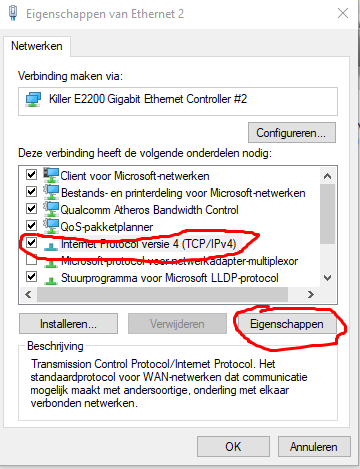 Eigenschappen van Ethernet 2
Netwerken
Verbinding maken via:
Killer E2200 Gigabit Ethernet Controller #2
Configureren...
Deze verbinding heeft de volgende onderdelen nodig:
Client voor Microsoft-netwerken
Bestands- en printerdeling voor Microsoft-netwerken
Qualcomm Atheros Bandwidth Control
QoS-pakketplanner
Internet Protocol versie 4 (TCP/IPv4)
Microsoft-protocol voor netwerkadapter-multiplexor
Stuurprogramma voor Microsoft LLDP-protocol
Installeren...
Verwijderen
Eigenschappen
Beschrijving
Transmission Control Protocol/Internet Protocol. Het
standaardprotocol voor WAN-netwerken dat communicatie
mogelijk maakt met andersoortige, onderling met elkaar
verbonden netwerken.
OK
Annuleren